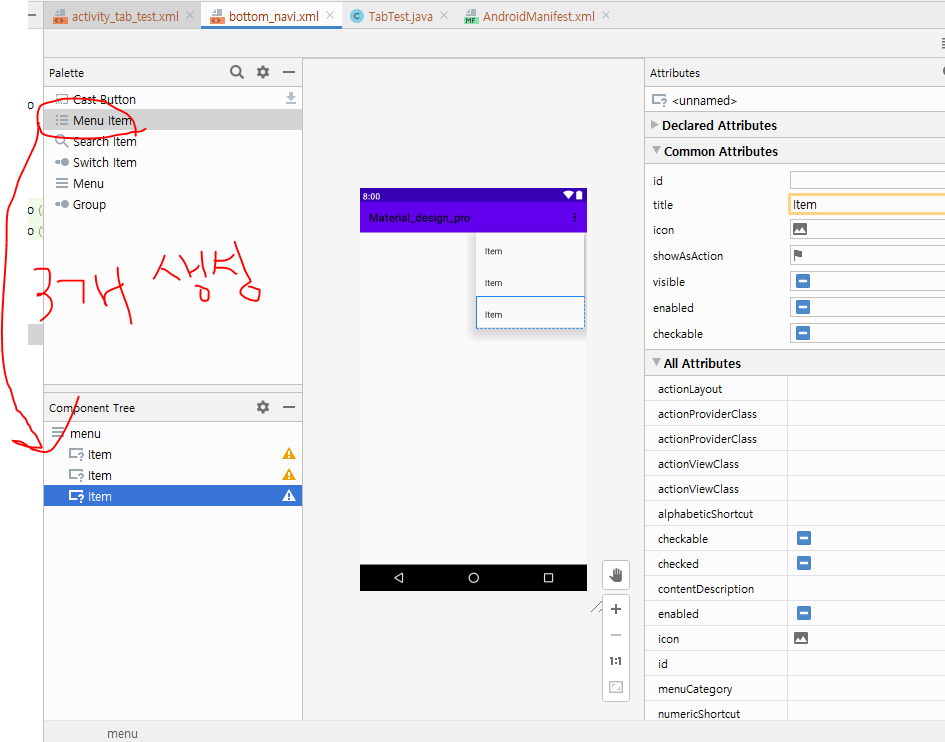 activity_tab_test.xml
bottom_navi.xml
TabTest.java
AndroidManifest.xml
Palette
Cast Button
Menu Item
Search Item
Switch Item
Menu
Group
3개 생성
8:00
Material_design_pro
Item
Item
Item
Component Tree
menu
Item
Item
Item
1:1
Attributes
<unnamed>
Declared Attributes
Common Attributes
id
title Item
icon
showAsAction
visible
enabled
checkable
All Attributes
actionLayout
actionProviderClass
actionProviderClass
actionViewClass
actionViewClass
alphabeticShortcut
checkable
checked
contentDescription
enabled
icon
id
menuCategory
numericShortcut
menu